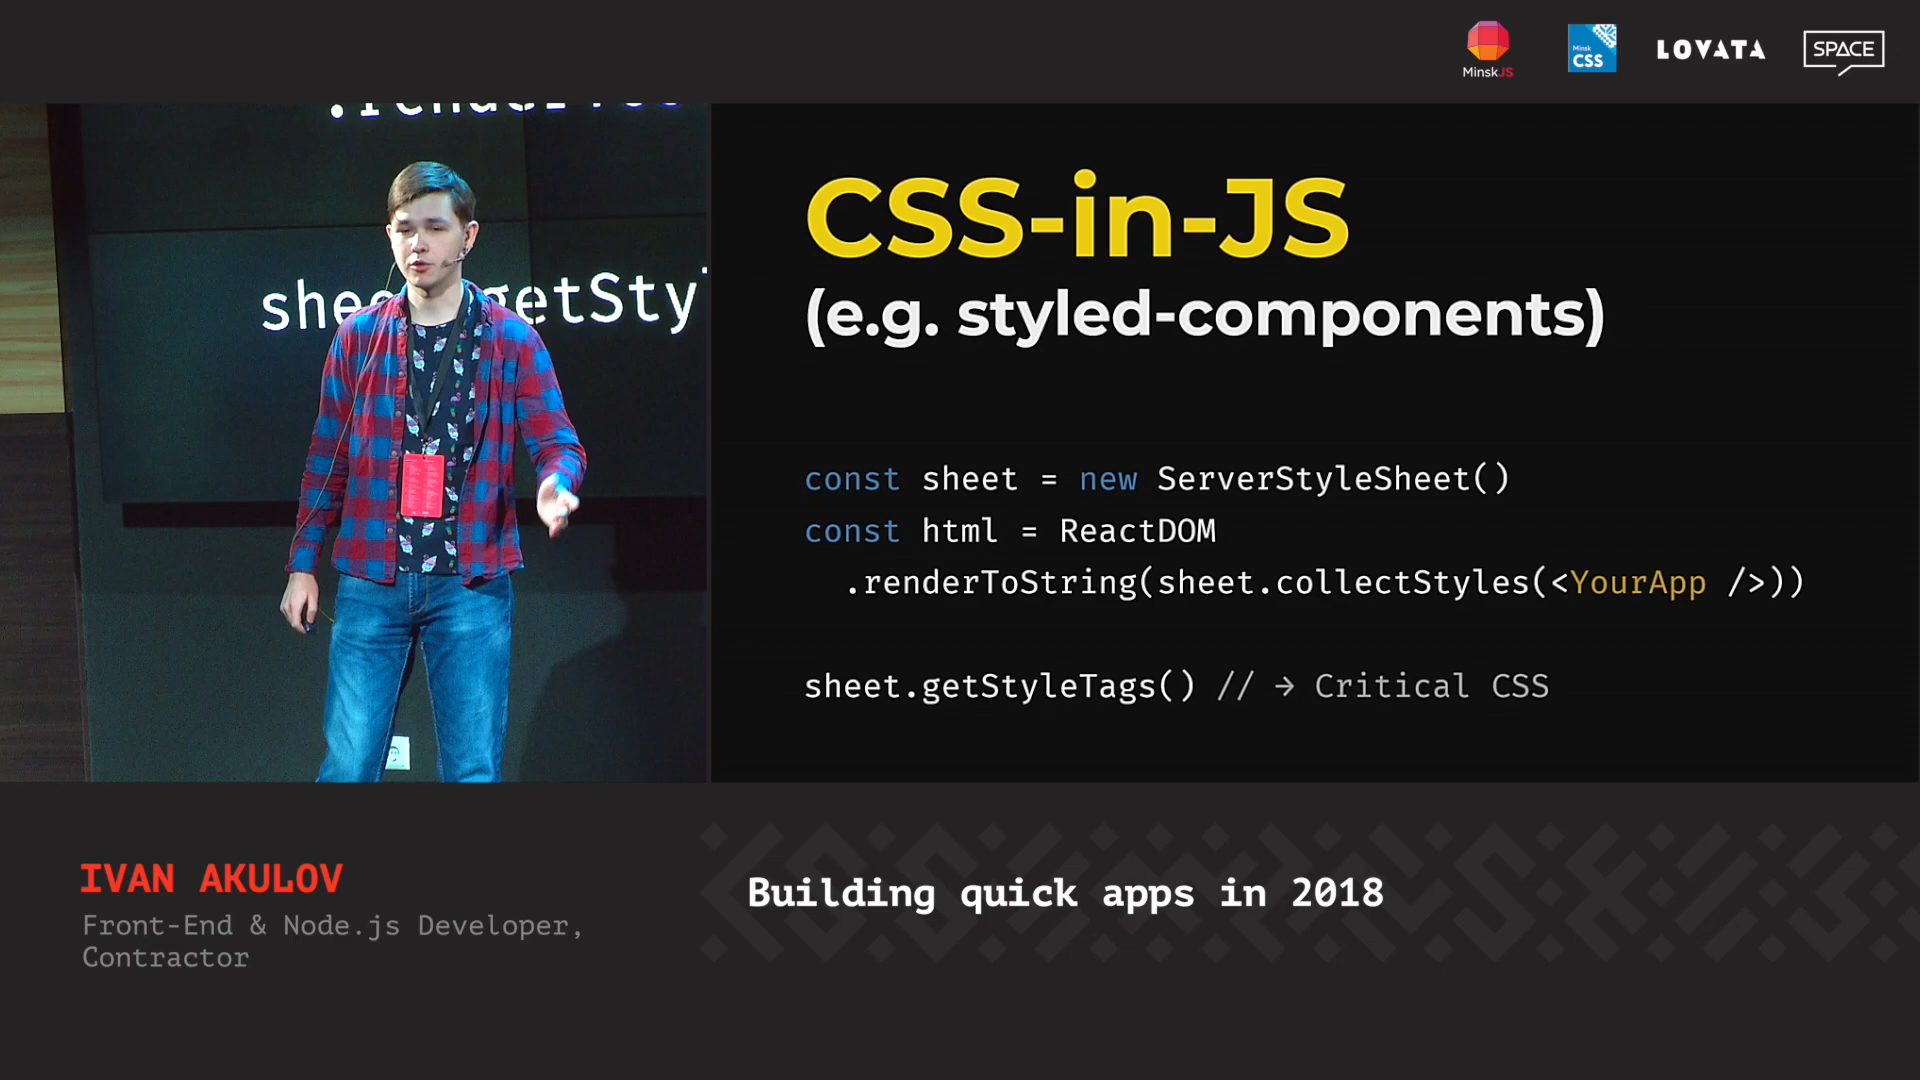 MinskJS
Minsk
CSS
LOVATA
SPACE
CSS-in-JS
(e.g. styled-components)
const sheet = new ServerStyleSheet()
const html = ReactDOM
.renderToString(sheet.collectStyles(<YourApp />))
sheet.getStyleTags() // → Critical CSS
IVAN AKULOV
Front-End & Node.js Developer,
Contractor
Building quick apps in 2018